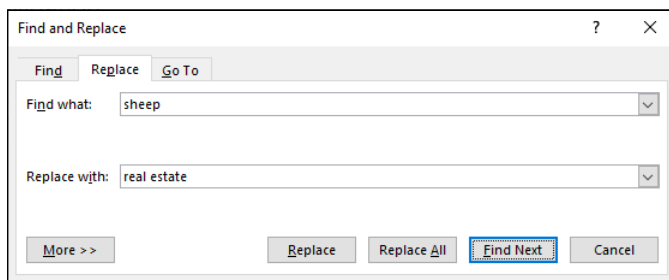 Find and Replace ?
Find Replace Go To
Find what: sheep
Replace with: real estate
More >> Replace Replace All Find Next Cancel